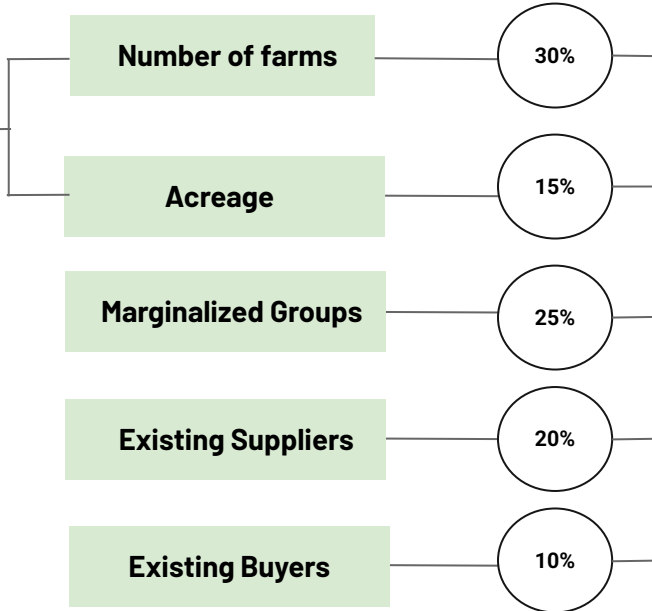 Number of farms
30%
Acreage
15%
Marginalized Groups
25%
Existing Suppliers
20%
Existing Buyers
10%